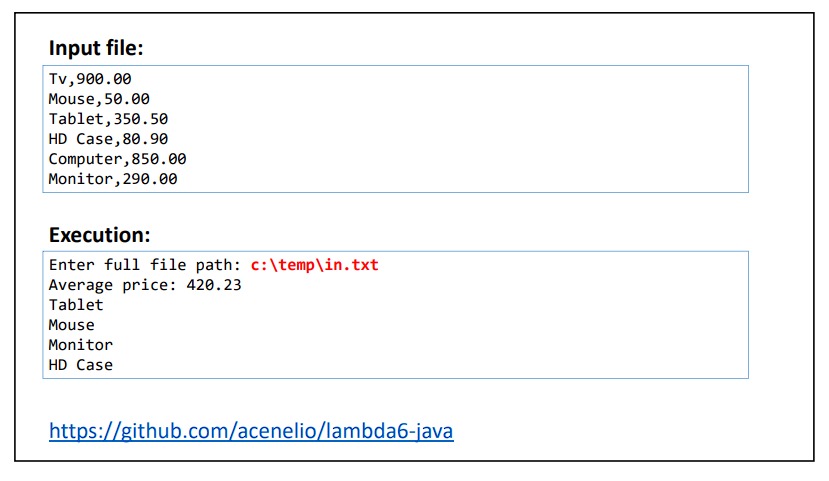 Input file:
Tv,900.00
Mouse,50.00
Tablet,350.50
HD Case,80.90
Computer,850.00
Monitor,290.00
Execution:
Enter full file path: c:\temp\in.txt
Average price: 420.23
Tablet
Mouse
Monitor
HD Case
https://github.com/acenelio/lambda6-java